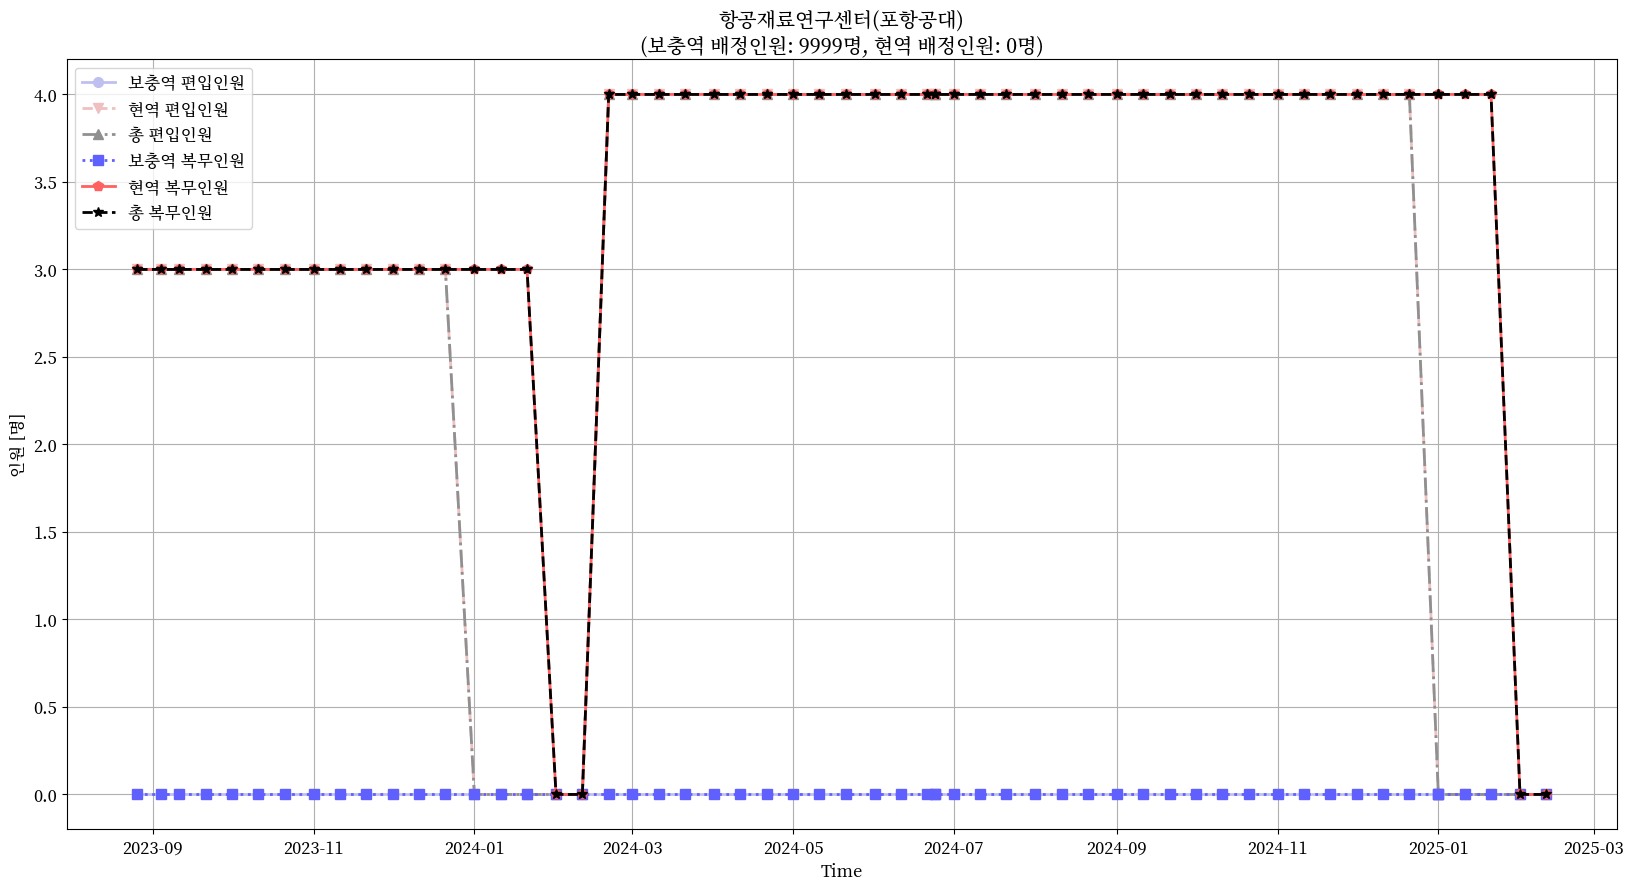 항공재료연구센터(포항공대)
(보충역 배정인원: 9999명, 현역 배정인원: 0명)
보충역 편입인원
현역 편입인원
총 편입인원
보충역 복무인원
현역 복무인원
총 복무인원
4.0
3.5
3.0
2.5
2.0
1.5
1.0
0.5
0.0
인원 [명]
2023-09 2023-11 2024-01 2024-03 2024-05 2024-07 2024-09 2024-11 2025-01 2025-03
Time